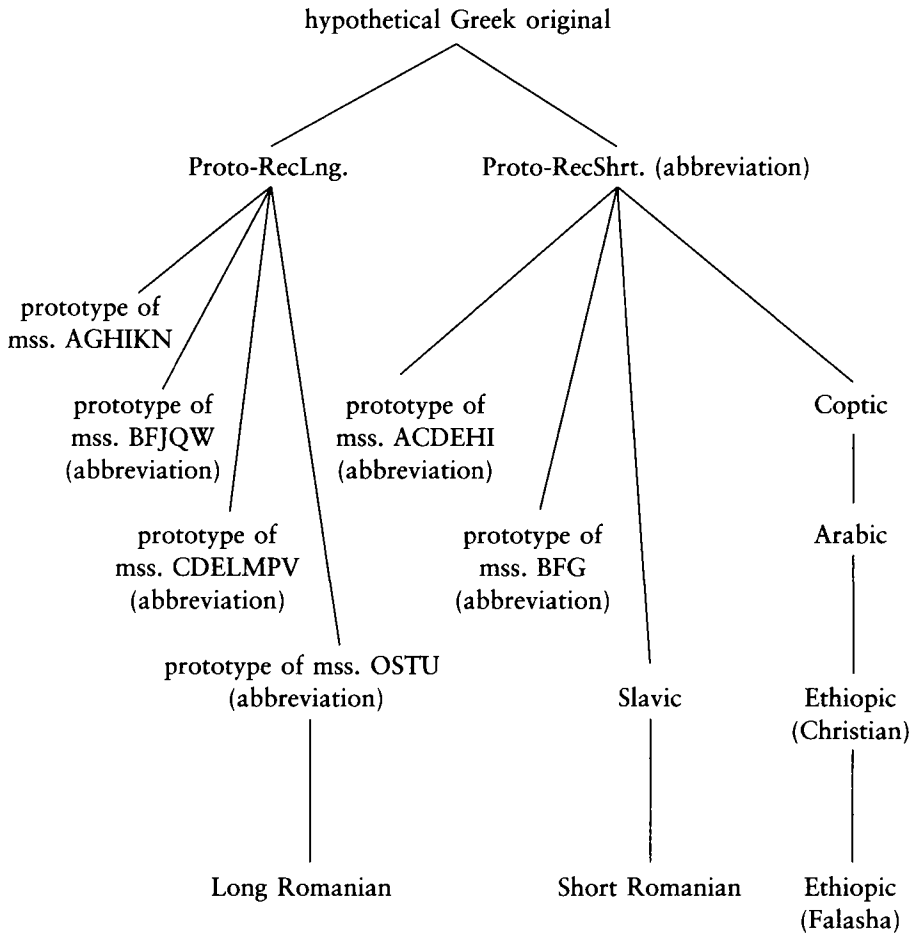 hypothetical Greek original
Proto-RecLng.
Proto-RecShrt. (abbreviation)
prototype of
mss. AGHIKN
prototype of
mss. BFJQW
(abbreviation)
prototype of
mss. ACDEHI
(abbreviation)
Coptic
prototype of
mss. CDELMPV
(abbreviation)
prototype of
mss. BFG
(abbreviation)
Arabic
prototype of mss. OSTU
(abbreviation)
Slavic
Ethiopic
(Christian)
Long Romanian
Short Romanian
Ethiopic
(Falasha)